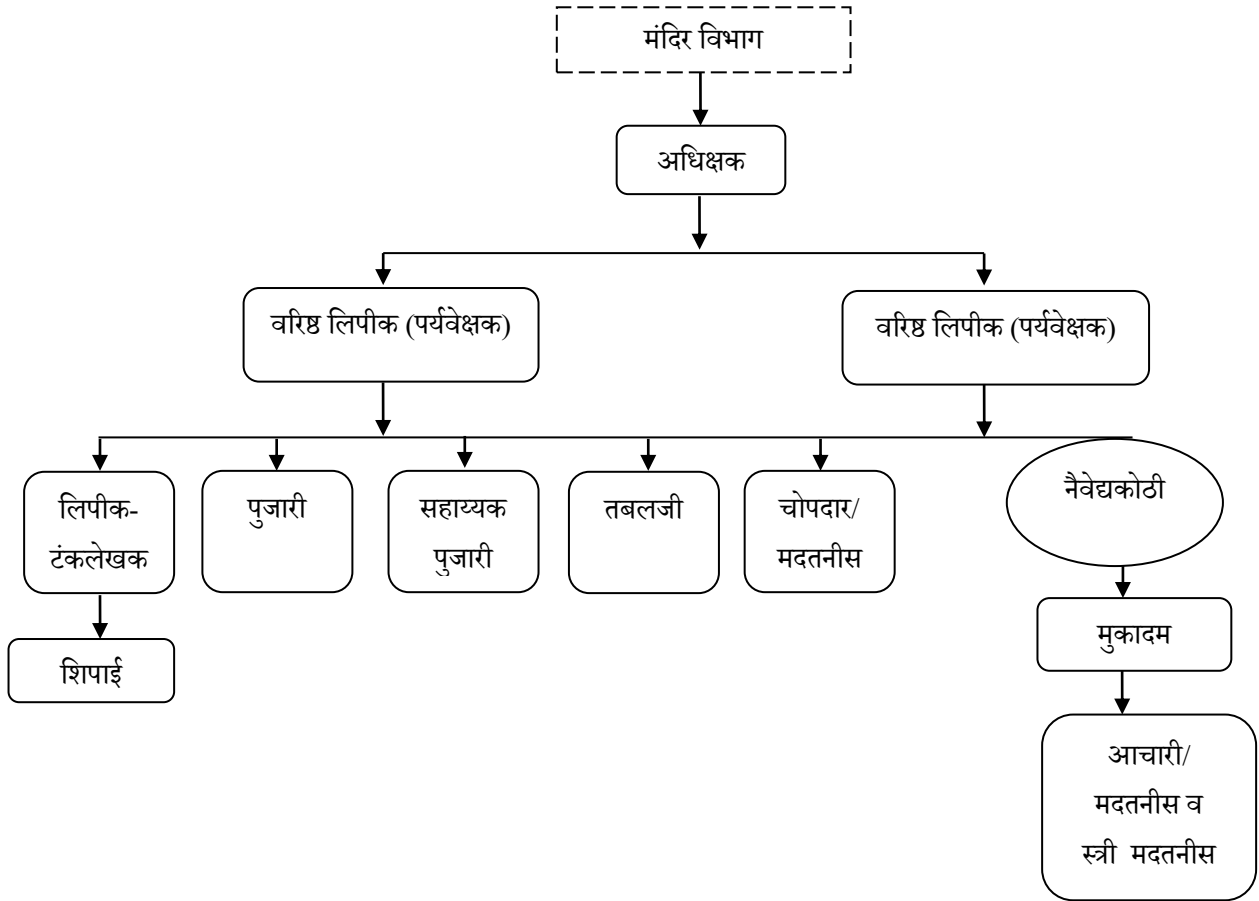 मंदिर विभाग
अधिक्षक
वरिष्ठ लिपीक (पर्यवेक्षक)
वरिष्ठ लिपीक (पर्यवेक्षक)
लिपीक-
टंकलेखक
पुजारी
सहाय्यक
पुजारी
तबलजी
चोपदार/
मदतनीस
नैवेद्यकोठी
शिपाई
मुकादम
आचारी/
मदतनीस व
स्त्री मदतनीस